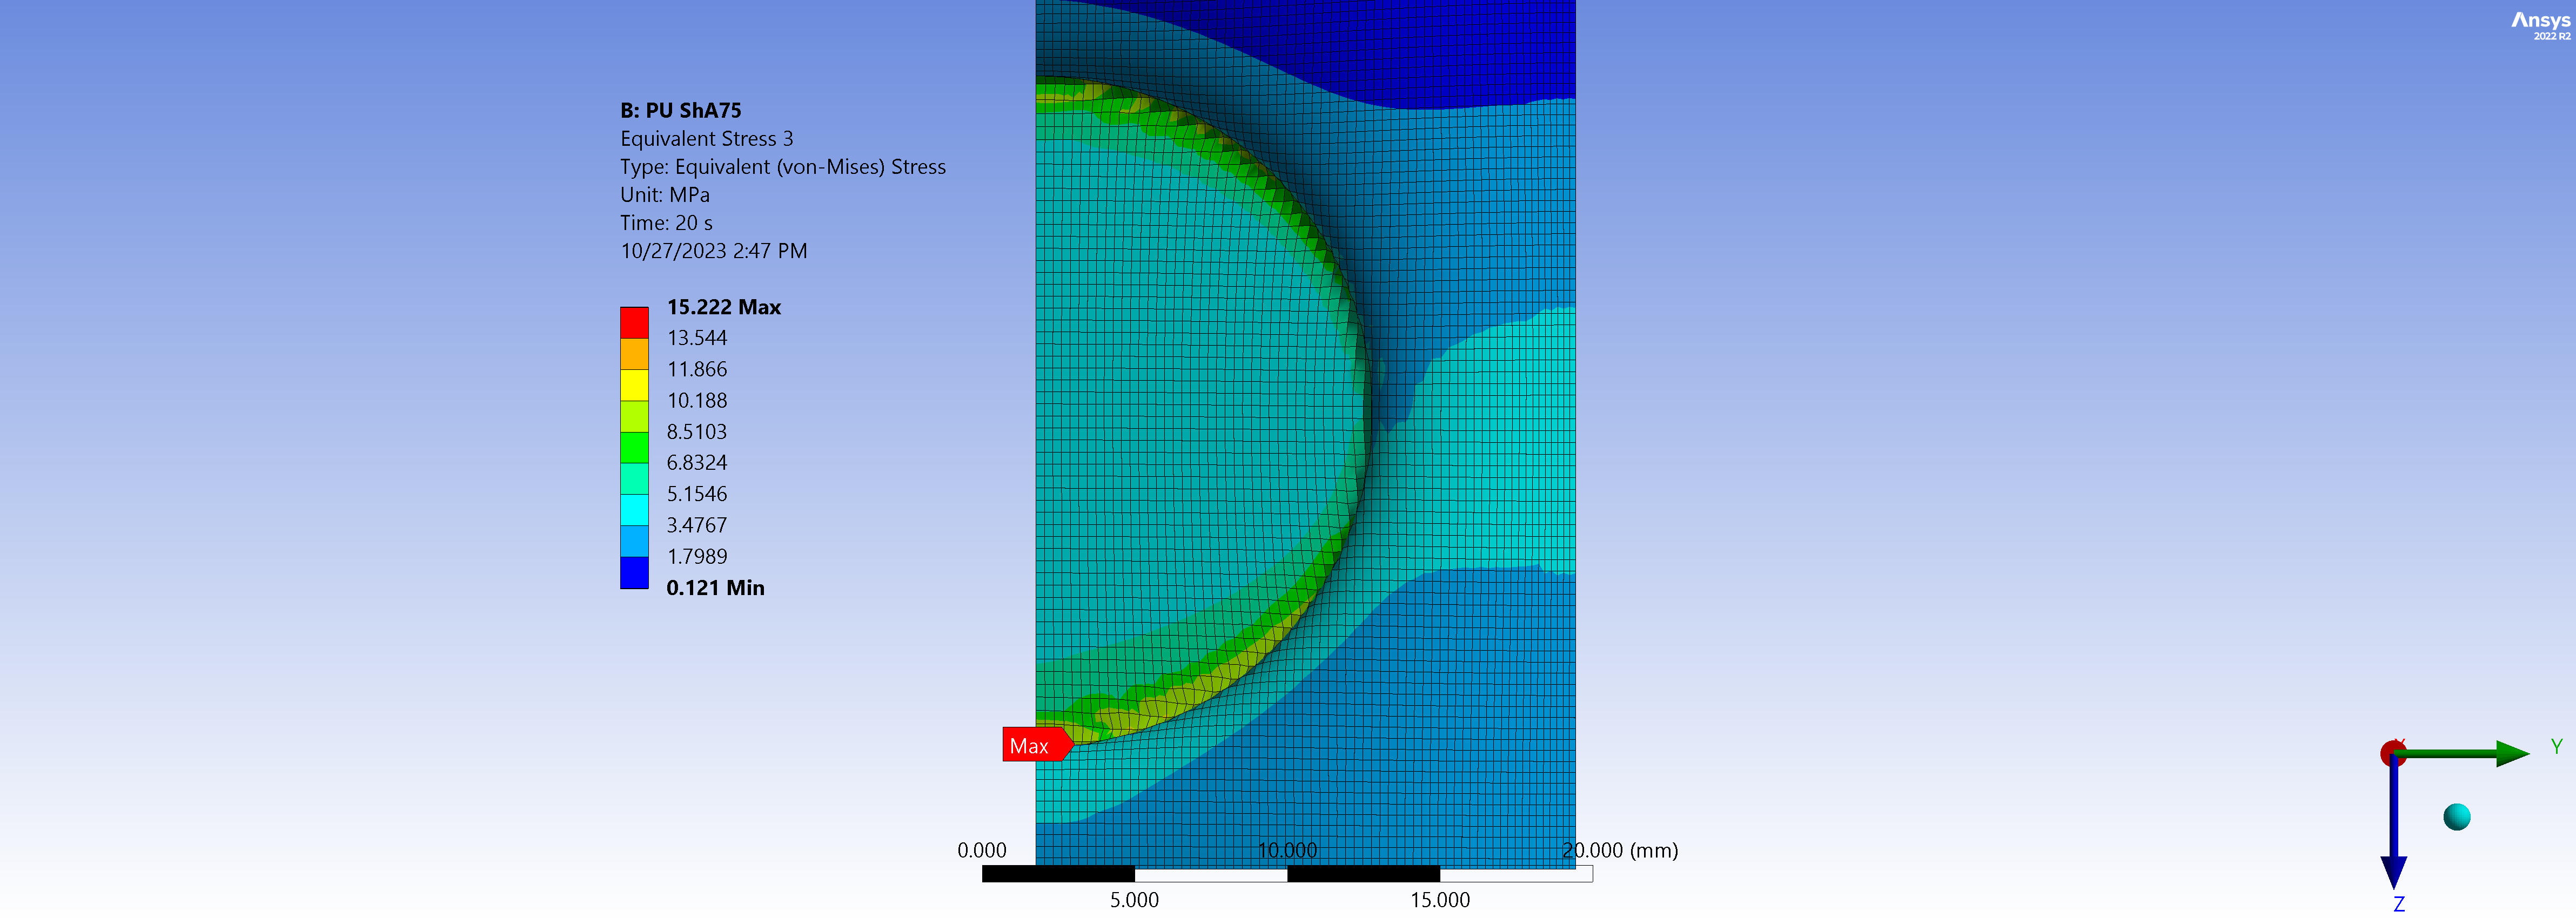 Ansys
2022 R2
B: PU ShA75
Equivalent Stress 3
Type: Equivalent (von-Mises) Stress
Unit: MPa
Time: 20 s
10/27/2023 2:47 PM
15.222 Max
13.544
11.866
10.188
8.5103
6.8324
5.1546
3.4767
1.7989
0.121 Min
Max
Y
Z
0.000
10.000
20.000 (mm)
5.000
15.000